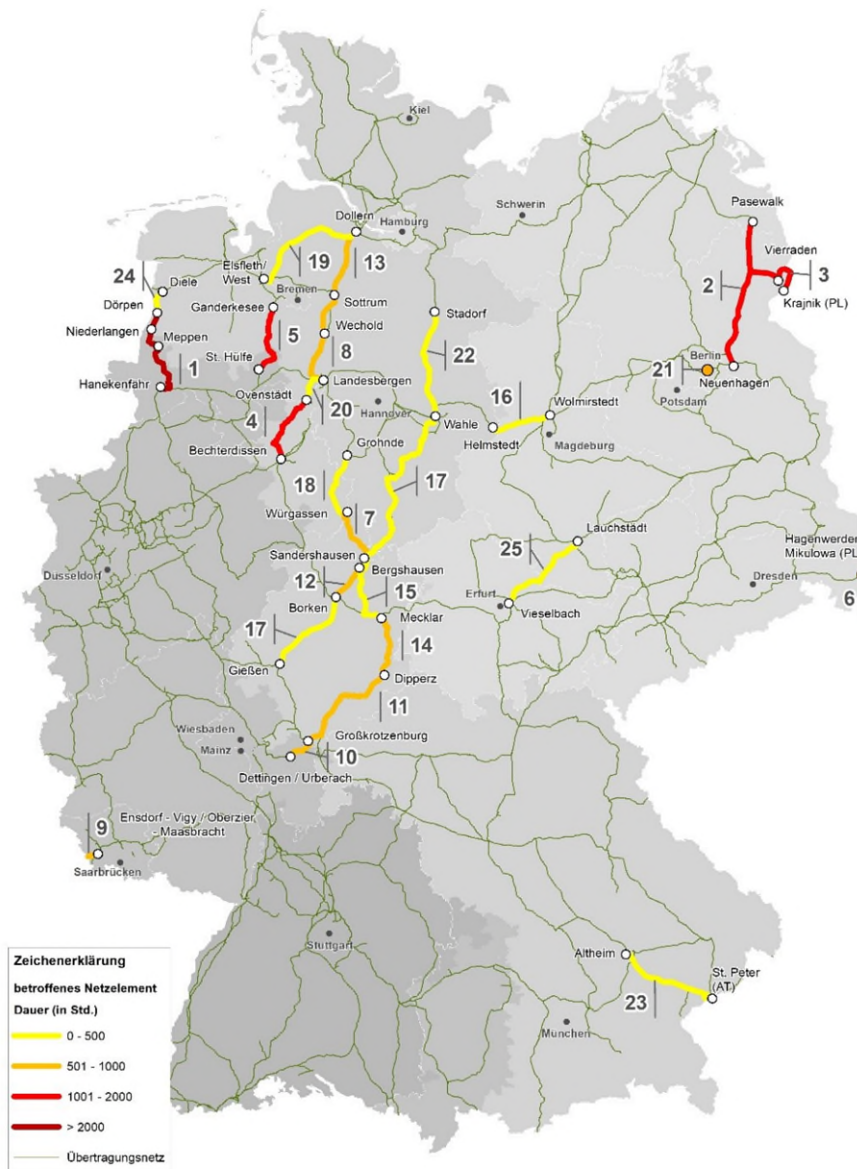 Kiel
Schwerin
Pasewalk
Dollern
Hamburg
Vierraden
Elsfleth/
West
19
13
24
Diele
2
3
Bremen
Dörpen
Ganderkesee
Sottrum
Krajnik (PL)
Stadorf
Niederlangen
5
Wechold
Meppen
8
Berlin
22
St. Hülfe
21
1
Neuenhagen
16
Hanekenfähr
Landesbergen
Wolmirstedt
Potsdam
Ovenstädt
20
Hannover
4
Wahle
Helmstedt
Magdeburg
Bechterdissen
Grohnde
18
17
Würgassen
7
Lauchstädt
25
Hagenwerder
Mikulowa (PL
Sandershausen
Bergshausen
Dusseldorf
12
Dresden
Erfurt
15
6
Borken
Vieselbach
Mecklar
17
14
Gießen
Dipperz
11
Wiesbaden
Großkrotzenburg
Mainz
10
Dettingen / Urberach
Ensdorf - Vigy / Oberzier
- Maasbracht
9
Saarbrücken
Stuttgart
Altheim
St. Peter
(AT)
23
München
Zeichenerklärung
betroffenes Netzelement
Dauer (in Std.)
0 - 500
501 - 1000
1001 - 2000
> 2000
Übertragungsnetz